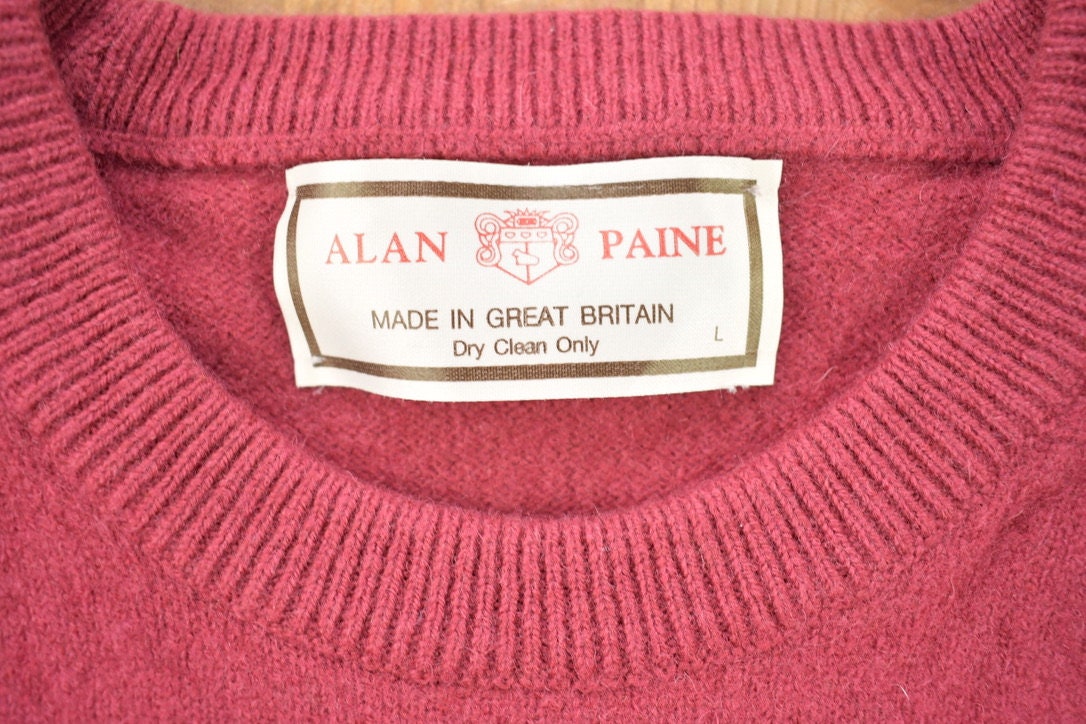 ALAN PAINE
MADE IN GREAT BRITAIN
Dry Clean Only
L